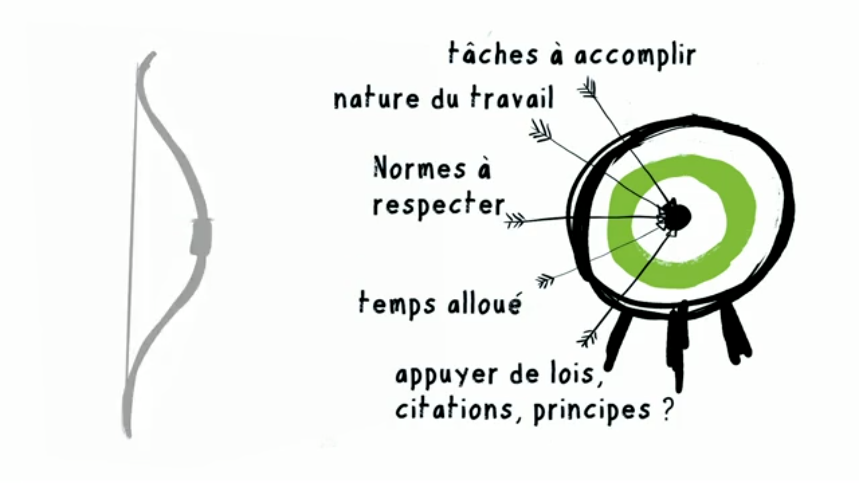 tâches à accomplir
nature du travail
Normes à
respecter
temps alloué
appuyer de lois,
citations, principes ?